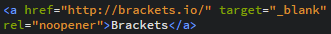 <a href="http://brackets.io/" target="_blank"
rel="noopener">Brackets</a>